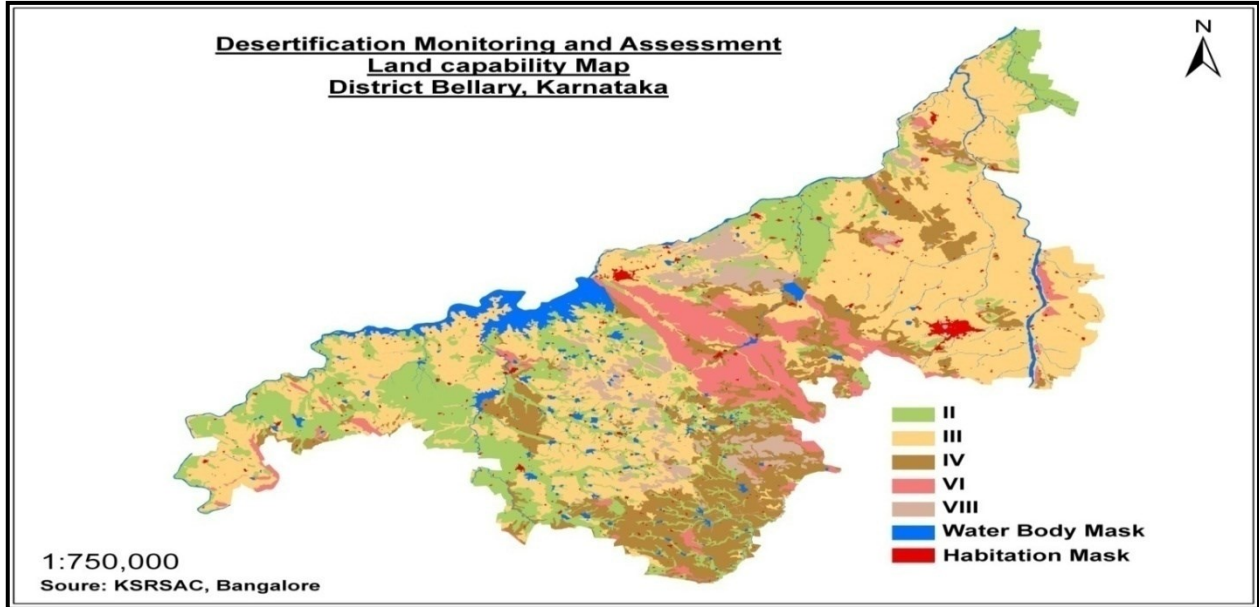 Desertification Monitoring and Assessment
Land capability Map
District Bellary, Karnataka
N
II
III
IV
VI
VIII
Water Body Mask
Habitation Mask
1:750,000
Soure: KSRSAC, Bangalore